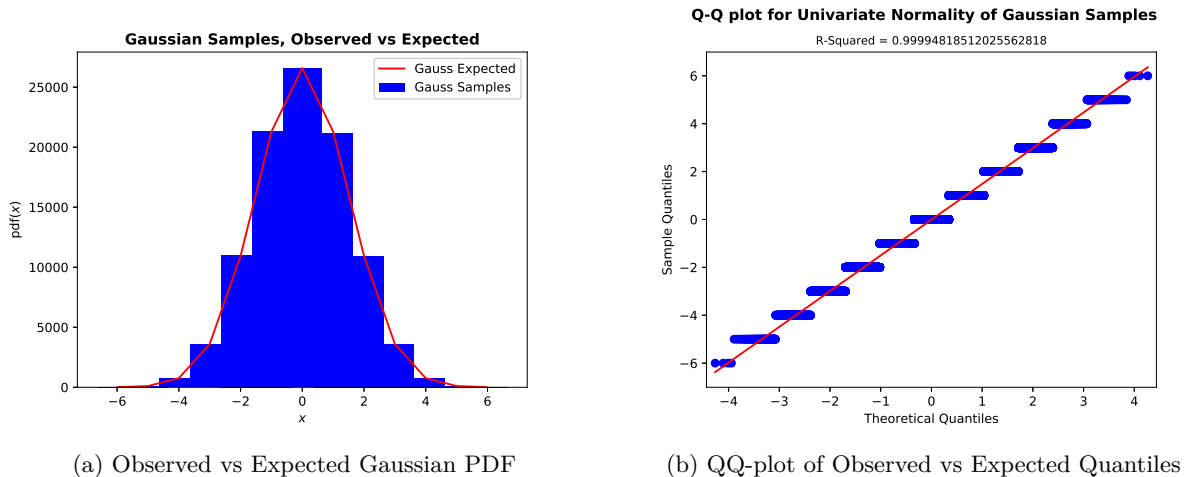 Gaussian Samples, Observed vs Expected
Gauss Expected
Gauss Samples
pdf(x)
25000
20000
15000
10000
5000
0
−6 −4 −2 0 2 4 6
x
(a) Observed vs Expected Gaussian PDF
Q-Q plot for Univariate Normality of Gaussian Samples
R-Squared = 0.99994818512025562818
Sample Quantiles
6
4
2
0
−2
−4
−6
−4 −3 −2 −1 0 1 2 3 4
Theoretical Quantiles
(b) QQ-plot of Observed vs Expected Quantiles